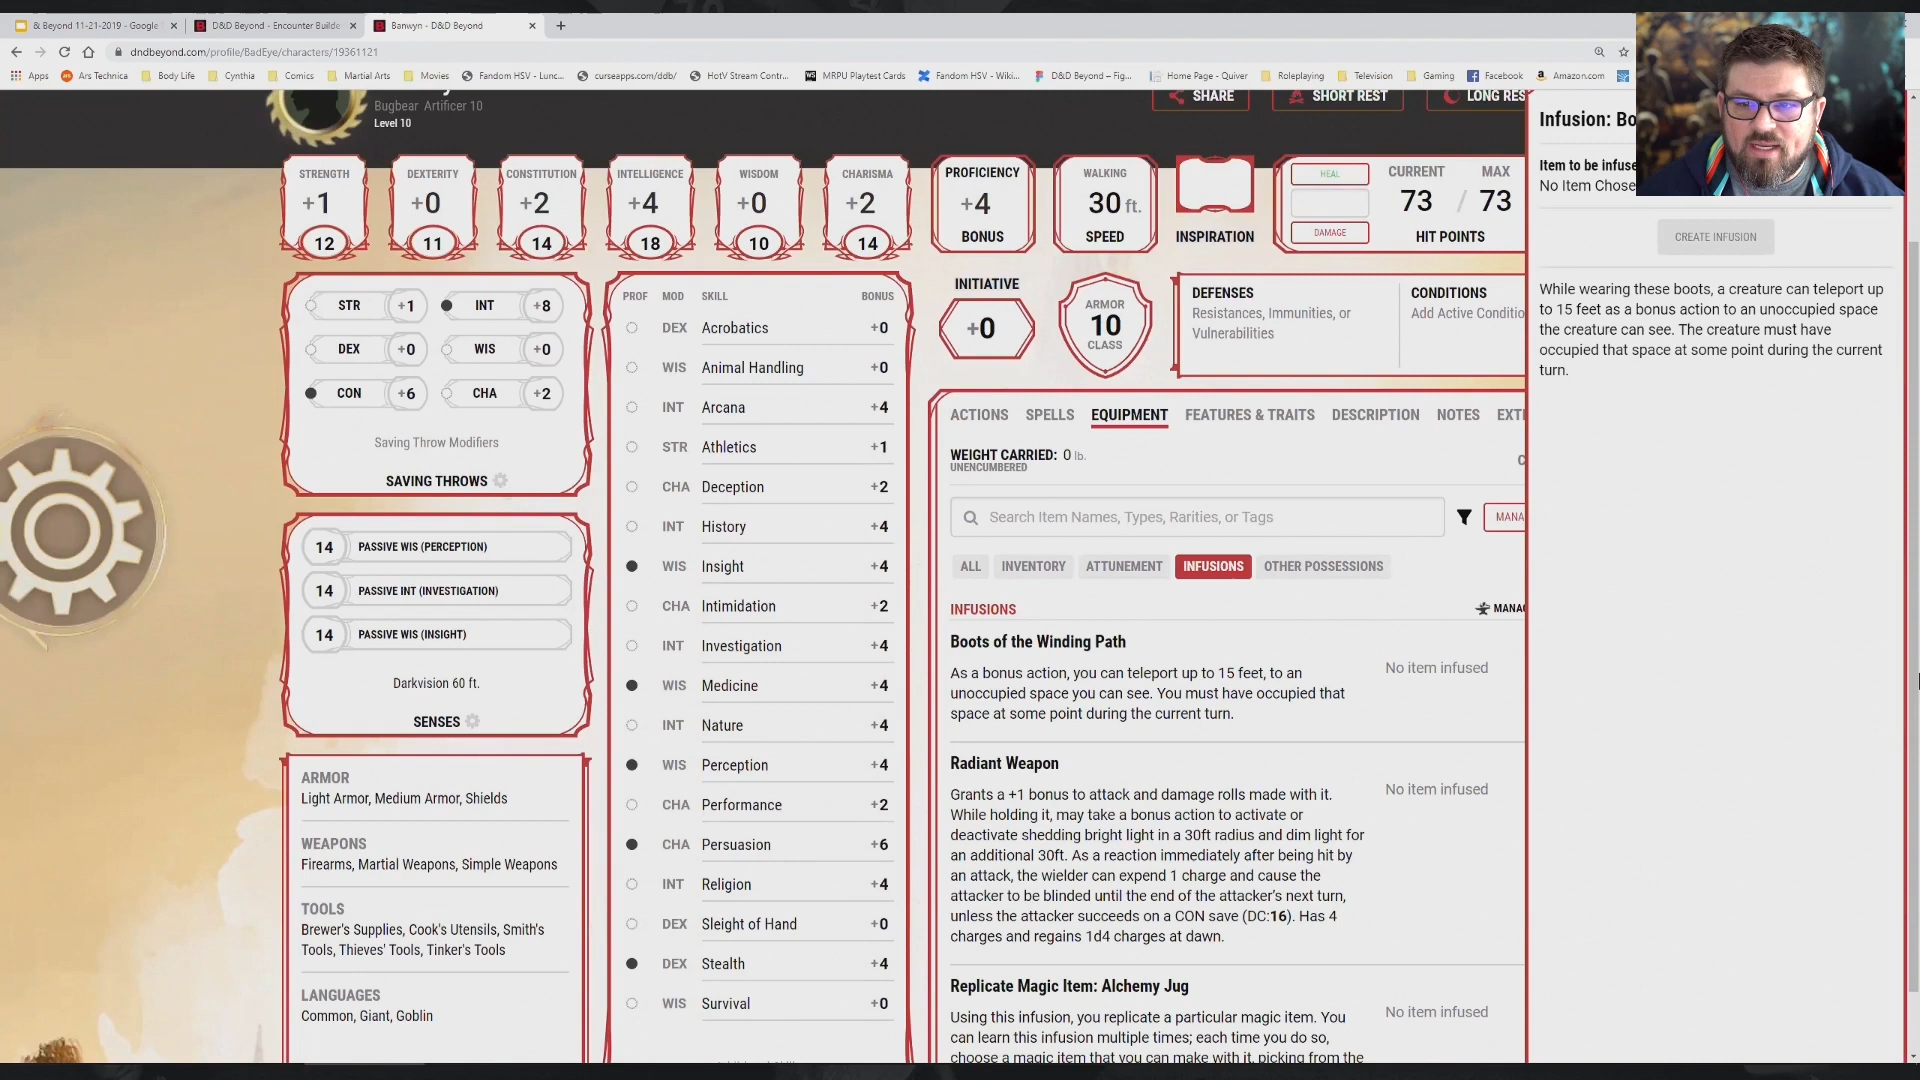 & Beyond 11-21-2019 - Google
D&D Beyond - Encounter Builde
Banwyn - D&D Beyond
dndbeyond.com/profile/BadEye/characters/19361121
Apps
Ars Technica
Body Life
Cynthia
Comics
Martial Arts
Movies
Fandom HSV - Lunc...
curseapps.com/ddb/
HotV Stream Contr...
MRPU Playtest Cards
Fandom HSV - Wiki...
D&D Beyond – Fig...
Home Page - Quiver
Roleplaying
Television
Gaming
Facebook
Amazon.com
Bugbear Artificer 10
Level 10
SHARE
SHORT REST
LONG RES
STRENGTH
+1
12
DEXTERITY
+0
11
CONSTITUTION
+2
14
INTELLIGENCE
+4
18
WISDOM
+0
10
CHARISMA
+2
14
PROFICIENCY
+4
BONUS
WALKING
30 ft.
SPEED
INSPIRATION
HEAL
DAMAGE
CURRENT
MAX
73 / 73
HIT POINTS
STR +1
INT +8
DEX +0
WIS +0
CON +6
CHA +2
Saving Throw Modifiers
SAVING THROWS
14 PASSIVE WIS (PERCEPTION)
14 PASSIVE INT (INVESTIGATION)
14 PASSIVE WIS (INSIGHT)
Darkvision 60 ft.
SENSES
ARMOR
Light Armor, Medium Armor, Shields
WEAPONS
Firearms, Martial Weapons, Simple Weapons
TOOLS
Brewer's Supplies, Cook's Utensils, Smith's
Tools, Thieves' Tools, Tinker's Tools
LANGUAGES
Common, Giant, Goblin
PROF MOD SKILL BONUS
DEX Acrobatics +0
WIS Animal Handling +0
INT Arcana +4
STR Athletics +1
CHA Deception +2
INT History +4
WIS Insight +4
CHA Intimidation +2
INT Investigation +4
WIS Medicine +4
INT Nature +4
WIS Perception +4
CHA Performance +2
CHA Persuasion +6
INT Religion +4
DEX Sleight of Hand +0
DEX Stealth +4
WIS Survival +0
INITIATIVE
+0
ARMOR
10
CLASS
DEFENSES
Resistances, Immunities, or
Vulnerabilities
CONDITIONS
Add Active Conditio
ACTIONS
SPELLS
EQUIPMENT
FEATURES & TRAITS
DESCRIPTION
NOTES
EXT
WEIGHT CARRIED: 0 lb.
UNENCUMBERED
C
Search Item Names, Types, Rarities, or Tags
MANA
ALL
INVENTORY
ATTUNEMENT
INFUSIONS
OTHER POSSESSIONS
INFUSIONS
MANAG
Boots of the Winding Path
As a bonus action, you can teleport up to 15 feet, to an
unoccupied space you can see. You must have occupied that
space at some point during the current turn.
No item infused
Radiant Weapon
Grants a +1 bonus to attack and damage rolls made with it.
While holding it, may take a bonus action to activate or
deactivate shedding bright light in a 30ft radius and dim light for
an additional 30ft. As a reaction immediately after being hit by
an attack, the wielder can expend 1 charge and cause the
attacker to be blinded until the end of the attacker's next turn,
unless the attacker succeeds on a CON save (DC:16). Has 4
charges and regains 1d4 charges at dawn.
No item infused
Replicate Magic Item: Alchemy Jug
Using this infusion, you replicate a particular magic item. You
can learn this infusion multiple times; each time you do so,
choose a magic item that you can make with it, picking from the
No item infused
Infusion: Bo
Item to be infuse
No Item Chose
CREATE INFUSION
While wearing these boots, a creature can teleport up
to 15 feet as a bonus action to an unoccupied space
the creature can see. The creature must have
occupied that space at some point during the current
turn.